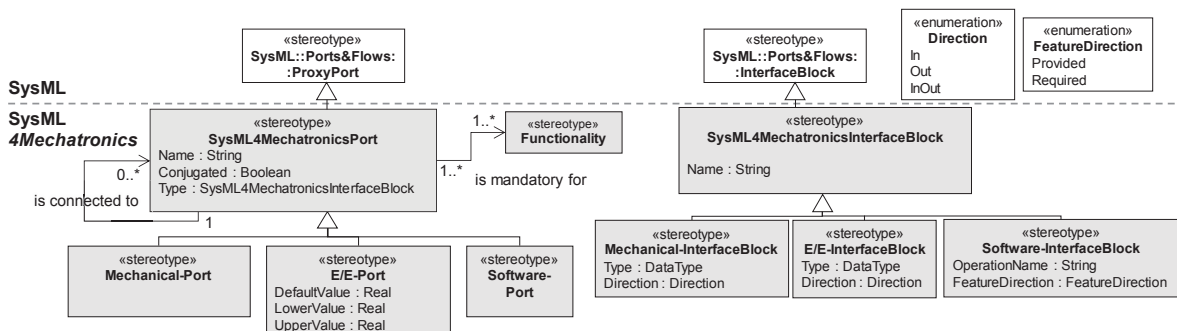 «stereotype»
SysML::Ports&Flows:
:ProxyPort
«stereotype»
SysML::Ports&Flows:
:InterfaceBlock
«enumeration»
Direction
In
Out
InOut
«enumeration»
FeatureDirection
Provided
Required
SysML
SysML
4Mechatronics
«stereotype»
SysML4MechatronicsPort
Name : String
Conjugated : Boolean
Type : SysML4MechatronicsInterfaceBlock
1..*
«stereotype»
Functionality
1..*
is mandatory for
0..*
is connected to
1
«stereotype»
SysML4MechatronicsInterfaceBlock
Name : String
«stereotype»
Mechanical-Port
«stereotype»
E/E-Port
DefaultValue : Real
LowerValue : Real
UpperValue : Real
«stereotype»
Software-
Port
«stereotype»
Mechanical-InterfaceBlock
Type : DataType
Direction : Direction
«stereotype»
E/E-InterfaceBlock
Type : DataType
Direction : Direction
«stereotype»
Software-InterfaceBlock
OperationName : String
FeatureDirection : FeatureDirection